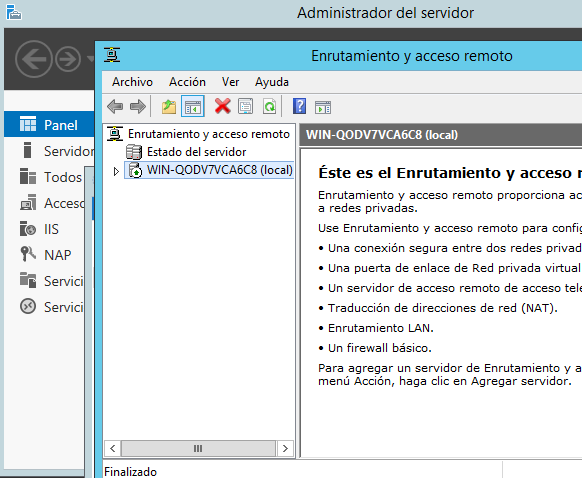 Administrador del servidor
Enrutamiento y acceso remoto
Archivo Acción Ver Ayuda
Panel
Servidor
Todos
Acceso
IIS
NAP
Servici
Servici
Enrutamiento y acceso remoto
Estado del servidor
WIN-QODV7VCA6C8 (local)
WIN-QODV7VCA6C8 (local)
Éste es el Enrutamiento y acceso r
Enrutamiento y acceso remoto proporciona ac
a redes privadas.
Use Enrutamiento y acceso remoto para config
• Una conexión segura entre dos redes privad
• Una puerta de enlace de Red privada virtual
• Un servidor de acceso remoto de acceso tele
• Traducción de direcciones de red (NAT).
• Enrutamiento LAN.
• Un firewall básico.
Para agregar un servidor de Enrutamiento y a
menú Acción, haga clic en Agregar servidor.
Finalizado